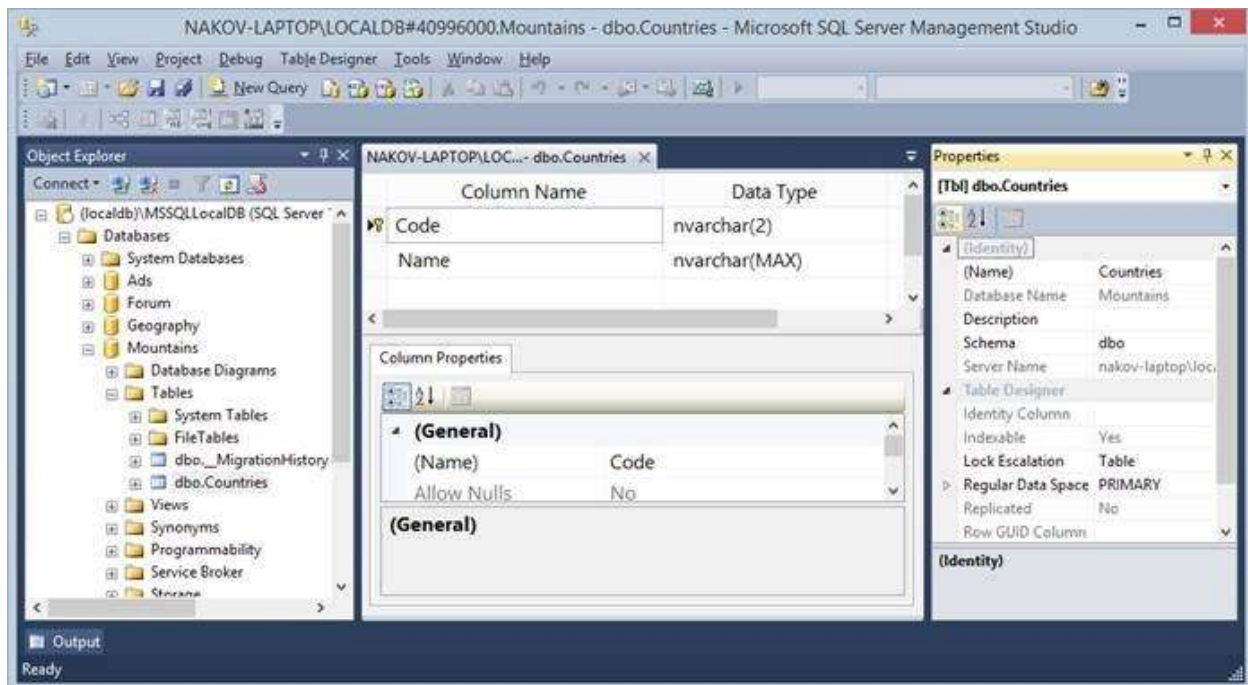 NAKOV-LAPTOP\LOCALDB#40996000.Mountains - dbo.Countries - Microsoft SQL Server Management Studio
File Edit View Project Debug Table Designer Tools Window Help
New Query
Object Explorer
Connect
(localdb)\MSSQLLocalDB (SQL Server
Databases
System Databases
Ads
Forum
Geography
Mountains
Database Diagrams
Tables
System Tables
FileTables
dbo.__MigrationHistory
dbo.Countries
Views
Synonyms
Programmability
Service Broker
Storage
NAKOV-LAPTOP\LOC...- dbo.Countries
Column Name Data Type
Code nvarchar(2)
Name nvarchar(MAX)
Column Properties
(General)
(Name) Code
Allow Nulls No
(General)
Properties
[Tbl] dbo.Countries
(Identity)
(Name) Countries
Database Name Mountains
Description
Schema dbo
Server Name nakov-laptop\loc
Table Designer
Identity Column
Indexable Yes
Lock Escalation Table
Regular Data Space PRIMARY
Replicated No
Row GUID Column
(Identity)
Output
Ready